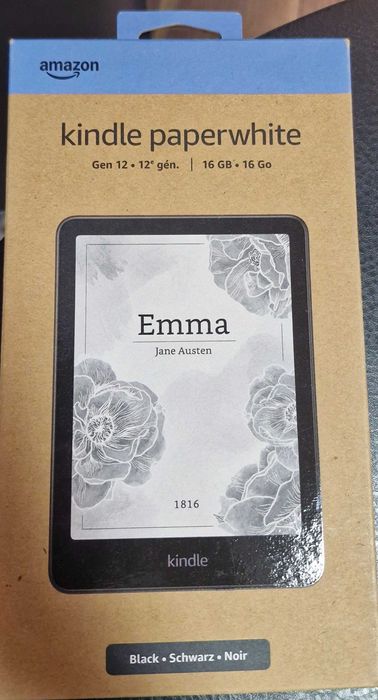 amazon
kindle paperwhite
Gen 12 • 12ᵉ gén. | 16 GB • 16 Go
Emma
Jane Austen
1816
kindle
Black • Schwarz • Noir